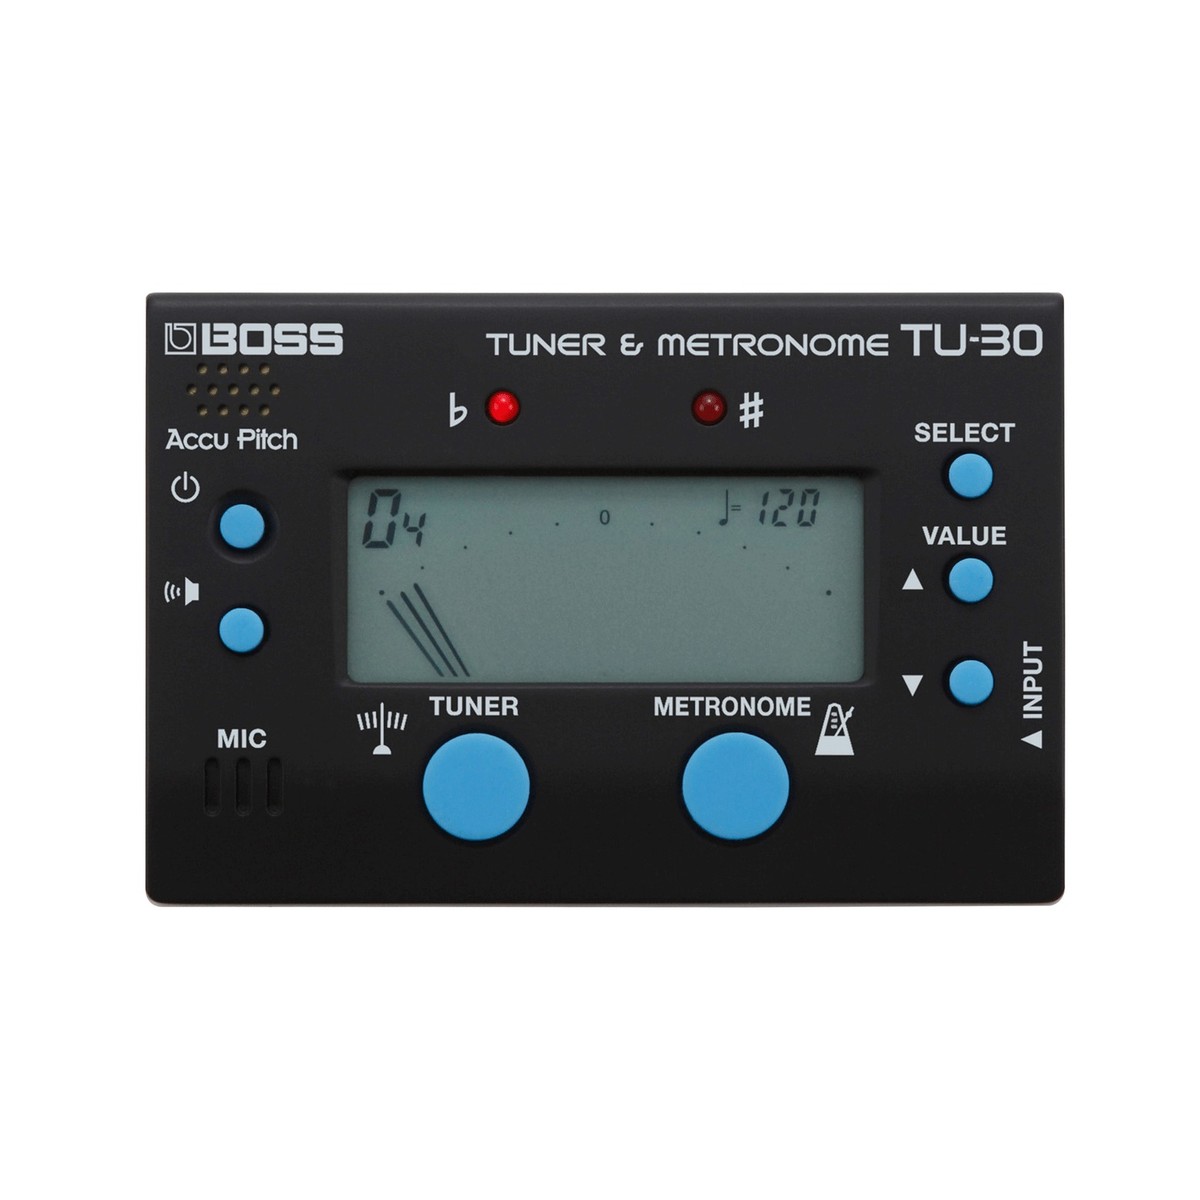 BOSS
TUNER & METRONOME TU-30
♭ ♯
Accu Pitch
SELECT
04 0 ♩= 120
VALUE
▲
▼
▲ INPUT
TUNER METRONOME
MIC